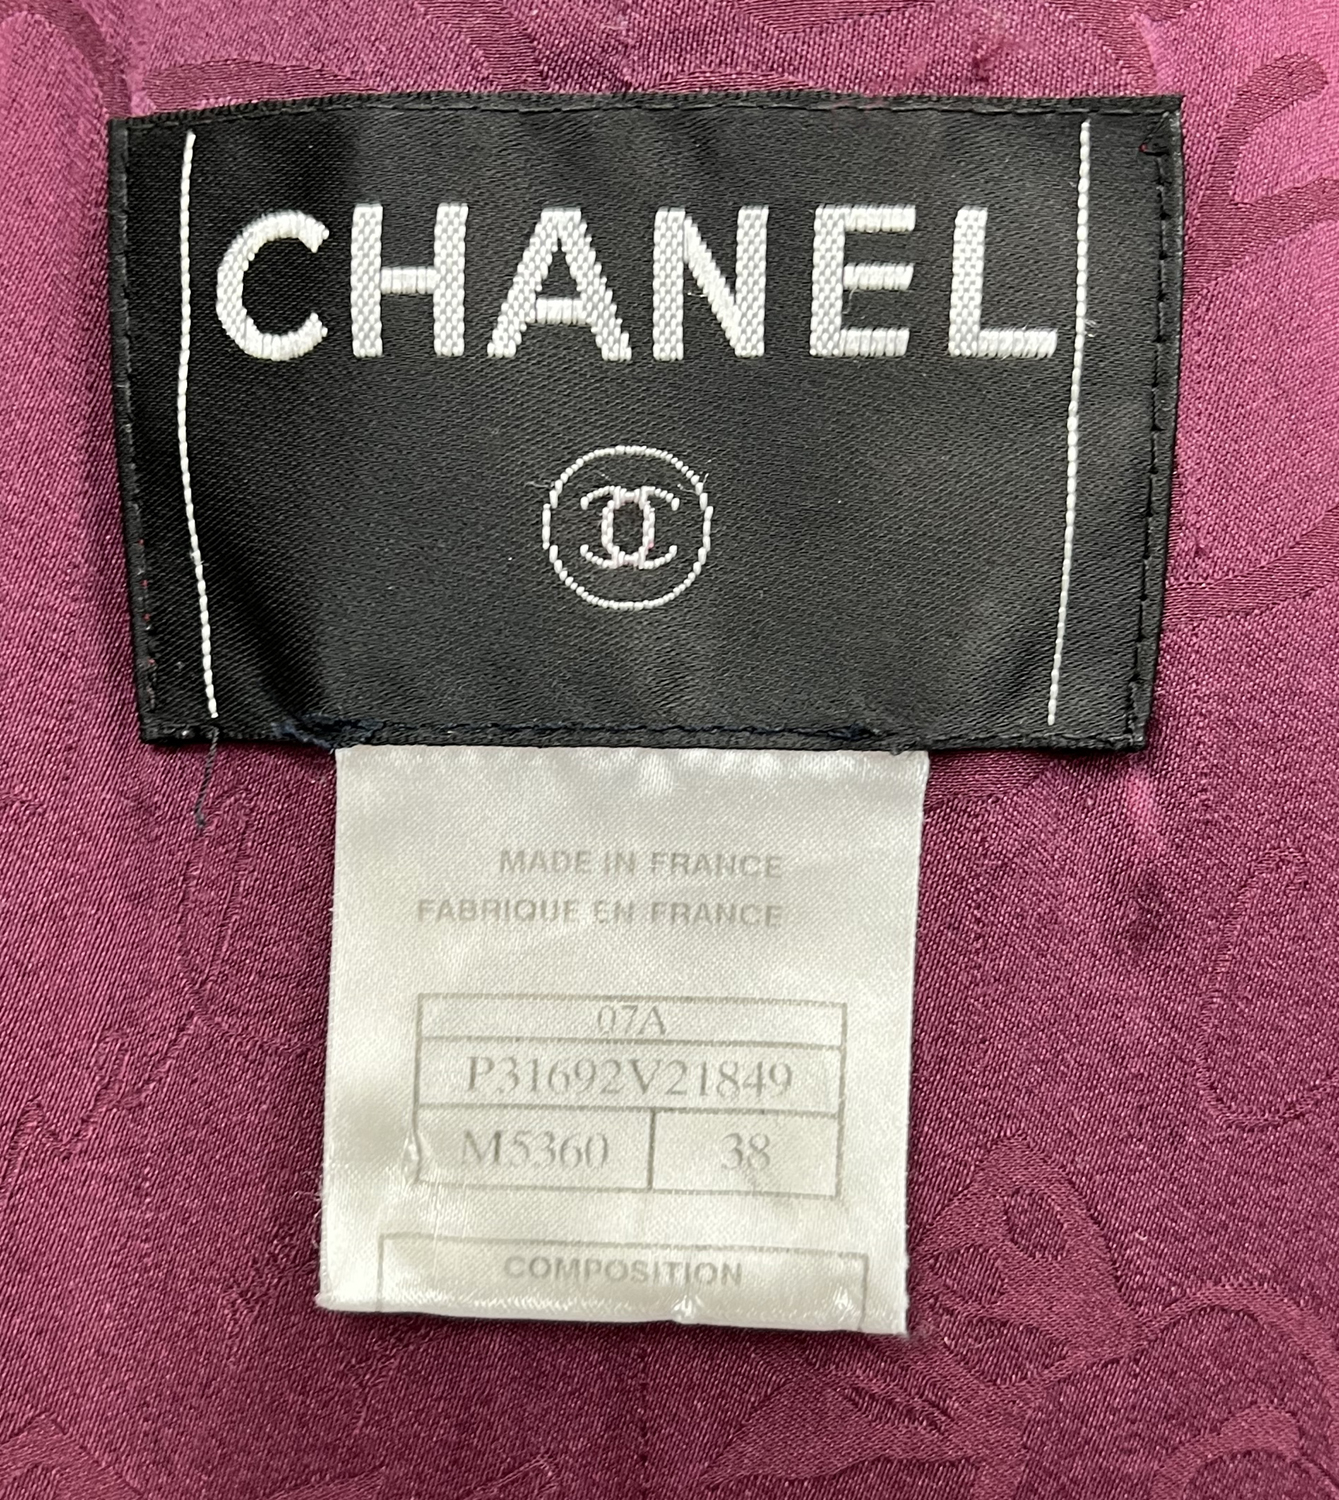 CHANEL
MADE IN FRANCE
FABRIQUE EN FRANCE
07A
P31692V21849
M5360 38
COMPOSITION